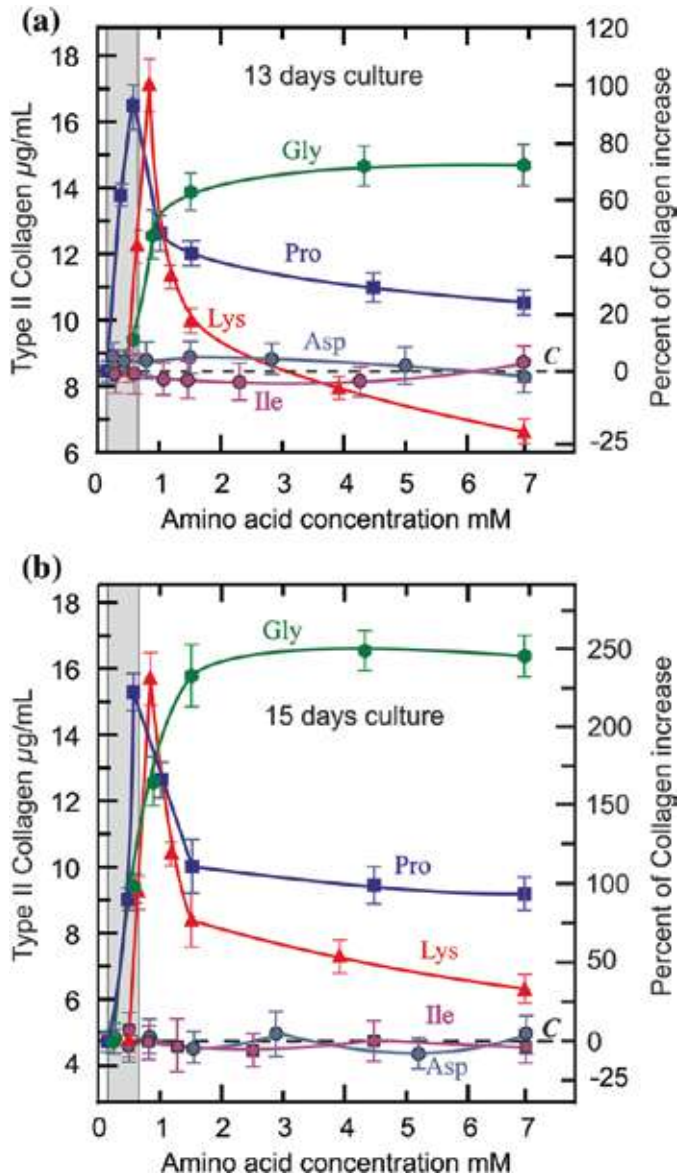 (a)
120
18
13 days culture
100
16
80
Gly
14
60
Pro
12
40
Lys
10
20
Asp
C
8
0
Ile
6
-25
0 1 2 3 4 5 6 7
Amino acid concentration mM
Type II Collagen µg/mL
Percent of Collagen increase
(b)
18
Gly
250
16
15 days culture
200
14
12
150
Pro
10
100
8
Lys
50
6
Ile
C
0
4
Asp
-25
0 1 2 3 4 5 6 7
Amino acid concentration mM
Type II Collagen µg/mL
Percent of Collagen increase